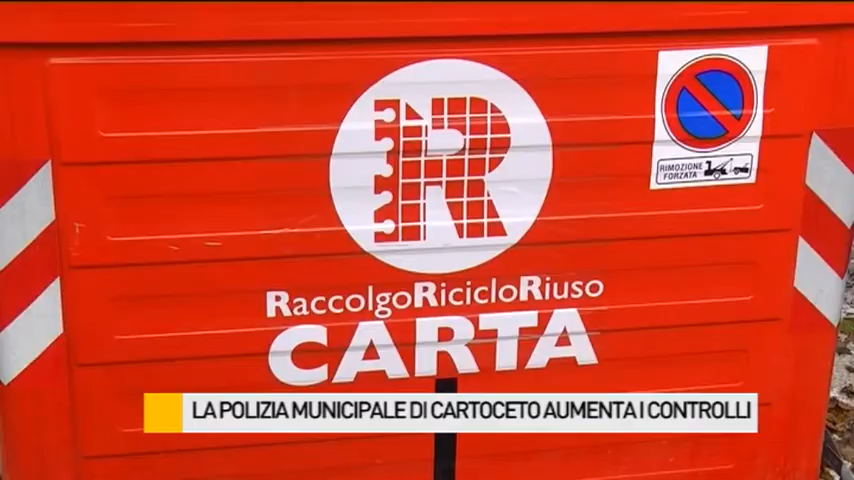 R
RIMOZIONE
FORZATA
RaccolgoRicicloRiuso
CARTA
LA POLIZIA MUNICIPALE DI CARTOCETO AUMENTA I CONTROLLI